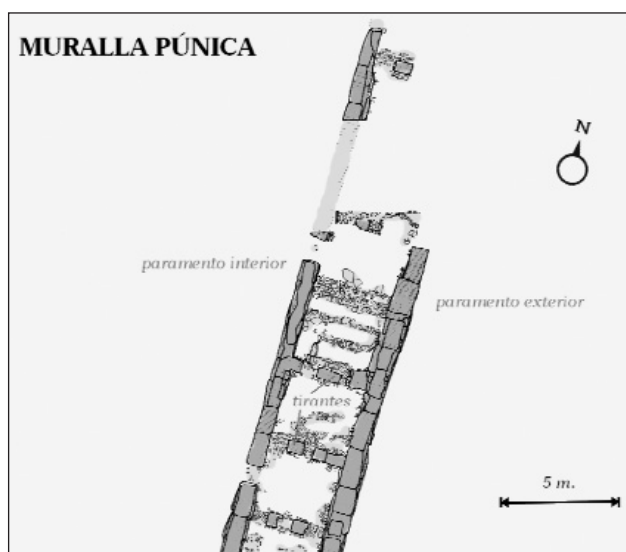 MURALLA PÚNICA
N
paramento interior
paramento exterior
tirantes
5 m.